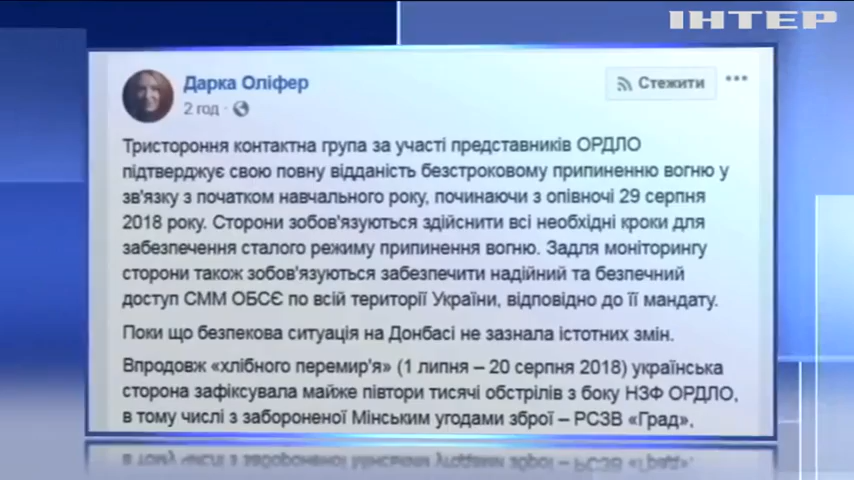 ІНТЕР
Дарка Оліфер
2 год ·
Стежити
Тристороння контактна група за участі представників ОРДЛО
підтверджує свою повну відданість безстроковому припиненню вогню у
зв'язку з початком навчального року, починаючи з опівночі 29 серпня
2018 року. Сторони зобов'язуються здійснити всі необхідні кроки для
забезпечення сталого режиму припинення вогню. Задля моніторингу
сторони також зобов'язуються забезпечити надійний та безпечний
доступ СММ ОБСЄ по всій території України, відповідно до її мандату.
Поки що безпекова ситуація на Донбасі не зазнала істотних змін.
Впродовж «хлібного перемир'я» (1 липня – 20 серпня 2018) українська
сторона зафіксувала майже півтори тисячі обстрілів з боку НЗФ ОРДЛО,
в тому числі з забороненої Мінським угодами зброї – РСЗВ «Град»,